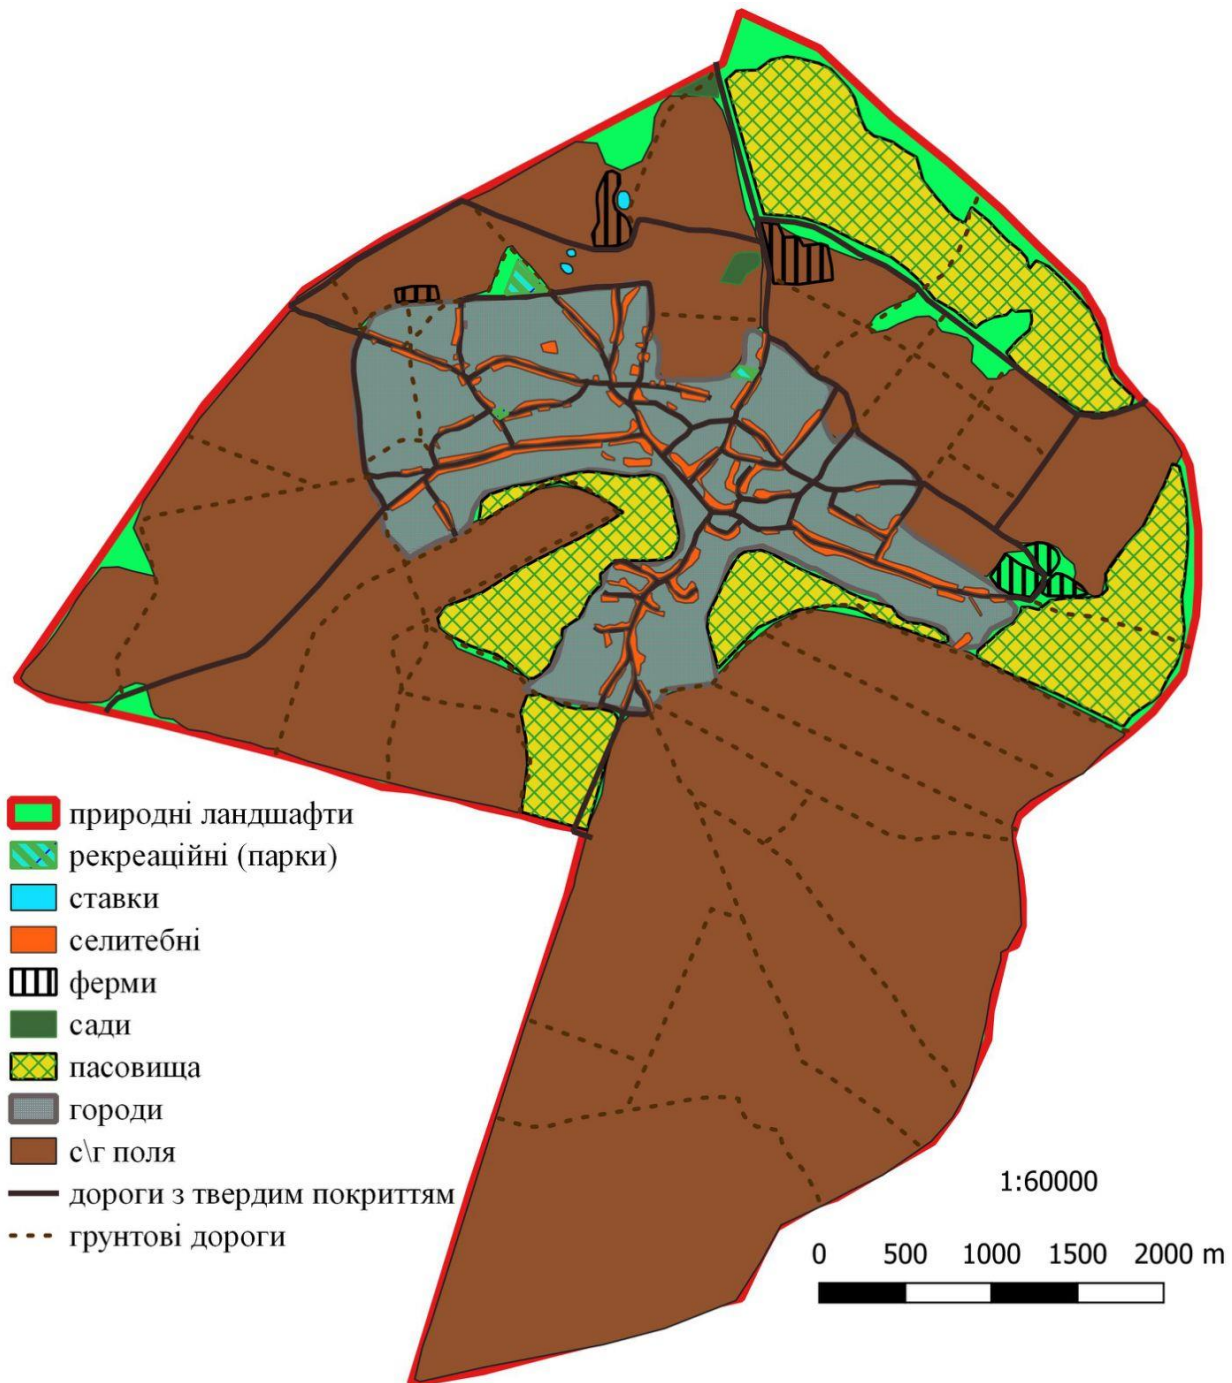 природні ландшафти
рекреаційні (парки)
ставки
селитебні
ферми
сади
пасовища
городи
с\г поля
дороги з твердим покриттям
грунтові дороги
1:60000
0 500 1000 1500 2000 m